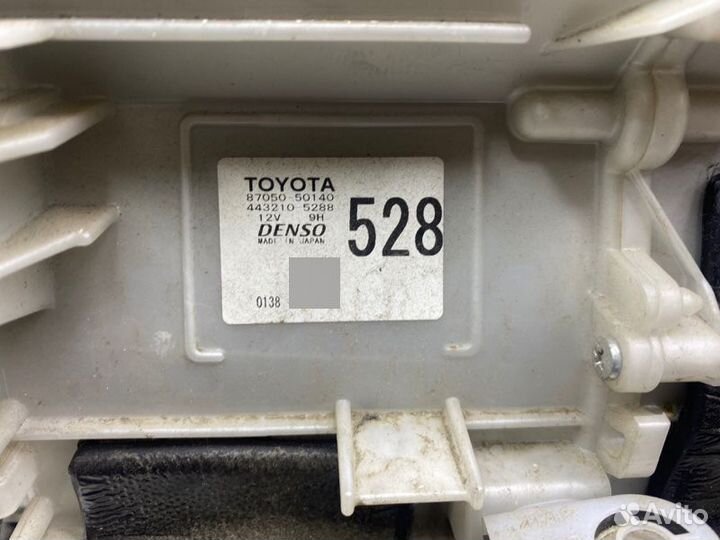 TOYOTA
87050-50140
443210-5288
12V 9H
DENSO
MADE IN JAPAN
528
0138
Avito